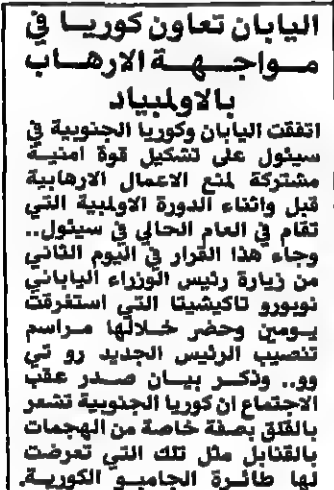 اليابان تعاون كوريا في
مواجهة الارهاب
بالاولمبياد
اتفقت اليابان وكوريا الجنوبية في
سيئول على تشكيل قوة امنية
مشتركة لمنع الاعمال الارهابية
قبل واثناء الدورة الاولمبية التي
تقام في العام الحالي في سيئول..
وجاء هذا القرار في اليوم الثاني
من زيارة رئيس الوزراء الياباني
نوبورو تاكيشيتا التي استغرقت
يومين وحضر خلالها مراسم
تنصيب الرئيس الجديد رو تي
وو.. وذكر بيان صدر عقب
الاجتماع ان كوريا الجنوبية تشعر
بالقلق بصفة خاصة من الهجمات
بالقنابل مثل تلك التي تعرضت
لها طائرة الجامبو الكورية.